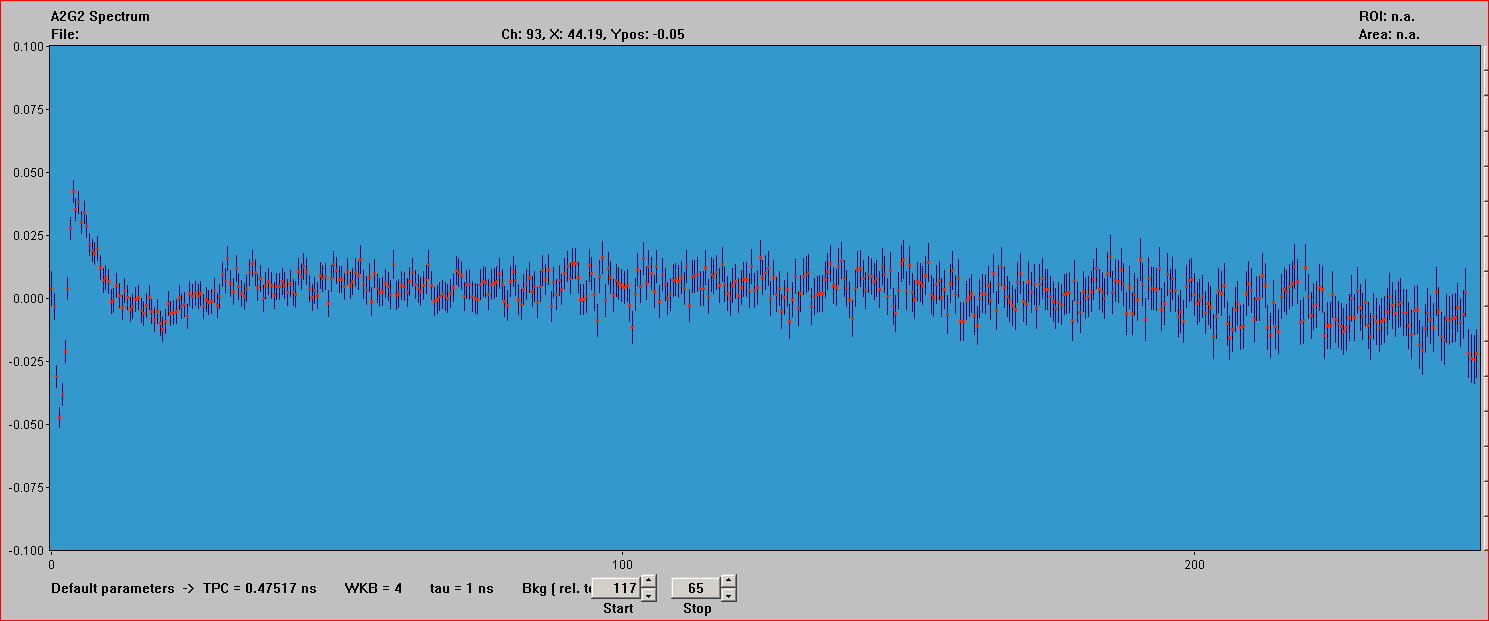 A2G2 Spectrum
ROI: n.a.
File:
Ch: 93, X: 44.19, Ypos: -0.05
Area: n.a.
0.100
0.075
0.050
0.025
0.000
-0.025
-0.050
-0.075
-0.100
0 100 200
Default parameters -> TPC = 0.47517 ns WKB = 4 tau = 1 ns Bkg ( rel. to 117 65
Start Stop